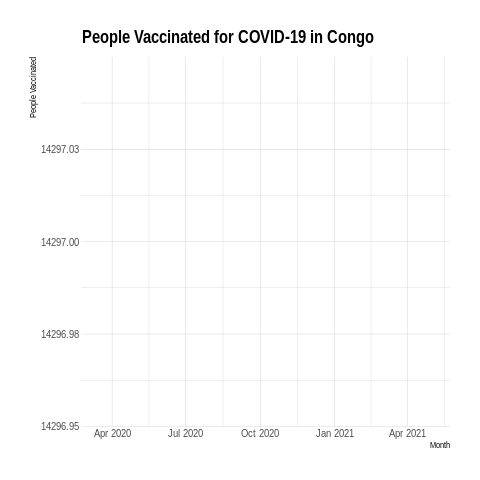 People Vaccinated for COVID-19 in Congo
People Vaccinated
14297.03
14297.00
14296.98
14296.95
Apr 2020 Jul 2020 Oct 2020 Jan 2021 Apr 2021
Month